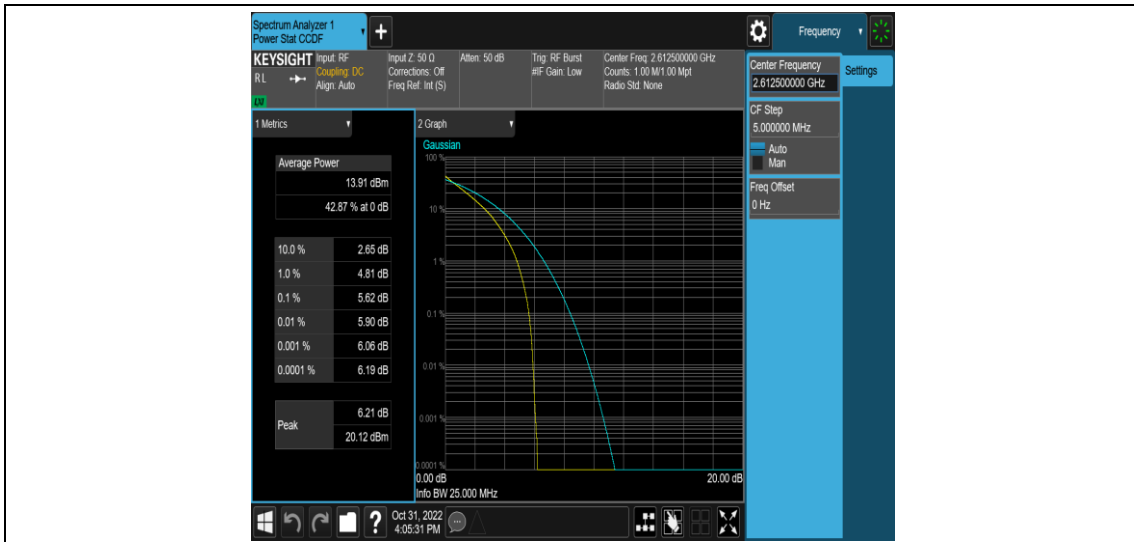 Spectrum Analyzer 1
Power Stat CCDF
+
Frequency
KEYSIGHT
RL
LXI
Input: RF
Coupling: DC
Align: Auto
Input Z: 50 Ω
Corrections: Off
Freq Ref: Int (S)
Atten: 50 dB
Trig: RF Burst
#IF Gain: Low
Center Freq: 2.612500000 GHz
Counts: 1.00 M/1.00 Mpt
Radio Std: None
Center Frequency
2.612500000 GHz
Settings
CF Step
5.000000 MHz
Auto
Man
Freq Offset
0 Hz
1 Metrics
Average Power
13.91 dBm
42.87 % at 0 dB
10.0 % 2.65 dB
1.0 % 4.81 dB
0.1 % 5.62 dB
0.01 % 5.90 dB
0.001 % 6.06 dB
0.0001 % 6.19 dB
Peak
6.21 dB
20.12 dBm
2 Graph
Gaussian
100 %
10 %
1 %
0.1 %
0.01 %
0.001 %
0.0001 %
0.00 dB 20.00 dB
Info BW 25.000 MHz
?
Oct 31, 2022
4:05:31 PM